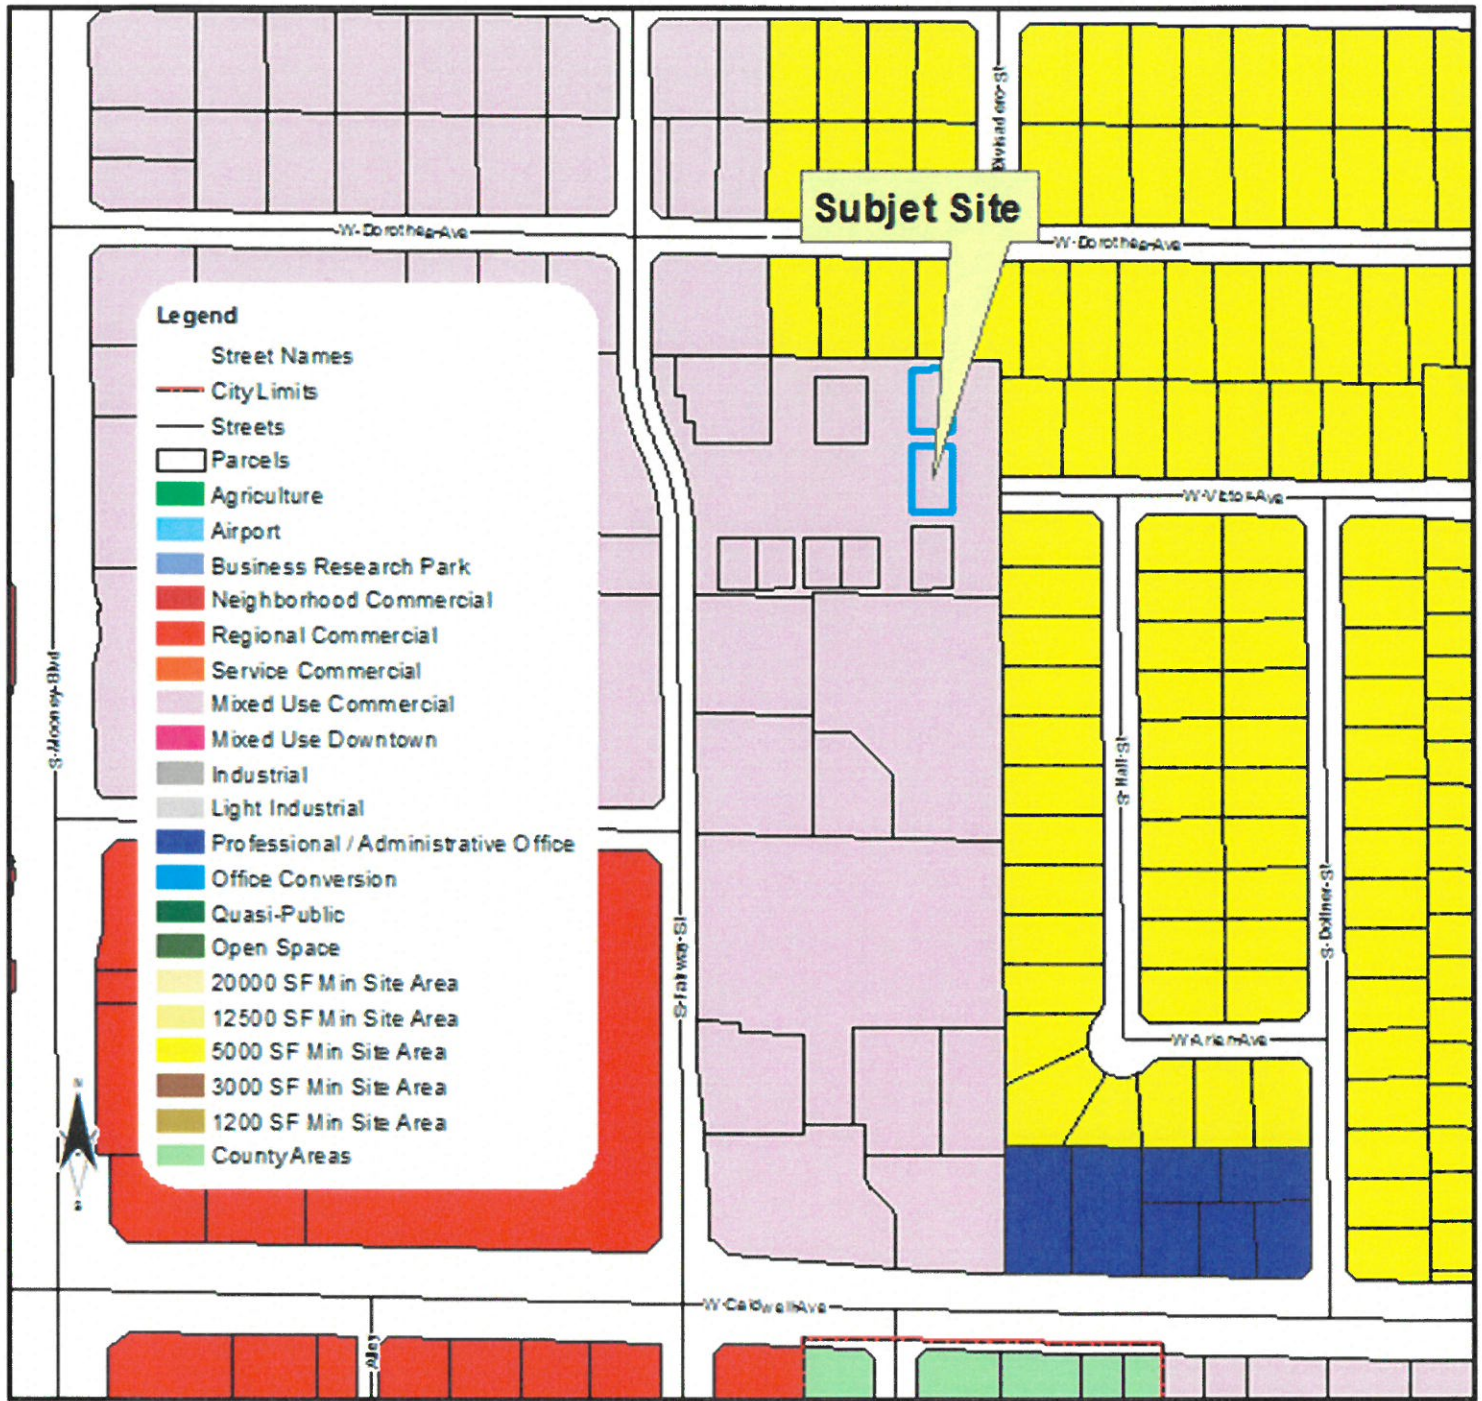 Divisadero St
Subjet Site
W Dorothea Ave
W Dorothea Ave
Legend
Street Names
City Limits
Streets
Parcels
Agriculture
Airport
Business Research Park
Neighborhood Commercial
Regional Commercial
Service Commercial
Mixed Use Commercial
Mixed Use Downtown
Industrial
Light Industrial
Professional / Administrative Office
Office Conversion
Quasi-Public
Open Space
20000 SF Min Site Area
12500 SF Min Site Area
5000 SF Min Site Area
3000 SF Min Site Area
1200 SF Min Site Area
County Areas
W Victor Ave
S Mooney Blvd
S Hall St
S Dollner St
S Fairway St
W Arlen Ave
N
W Caldwell Ave
Alley